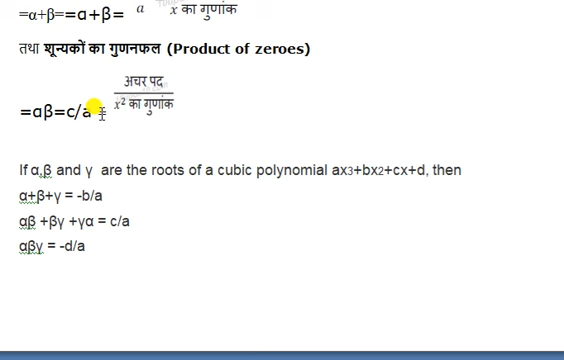 =α+β==α+β= a x का गुणांक
तथा शून्यकों का गुणनफल (Product of zeroes)
अचर पद
=αβ=c/a =
x² का गुणांक
If α,β and γ are the roots of a cubic polynomial ax3+bx2+cx+d, then
α+β+γ = -b/a
αβ +βγ +γα = c/a
αβγ = -d/a